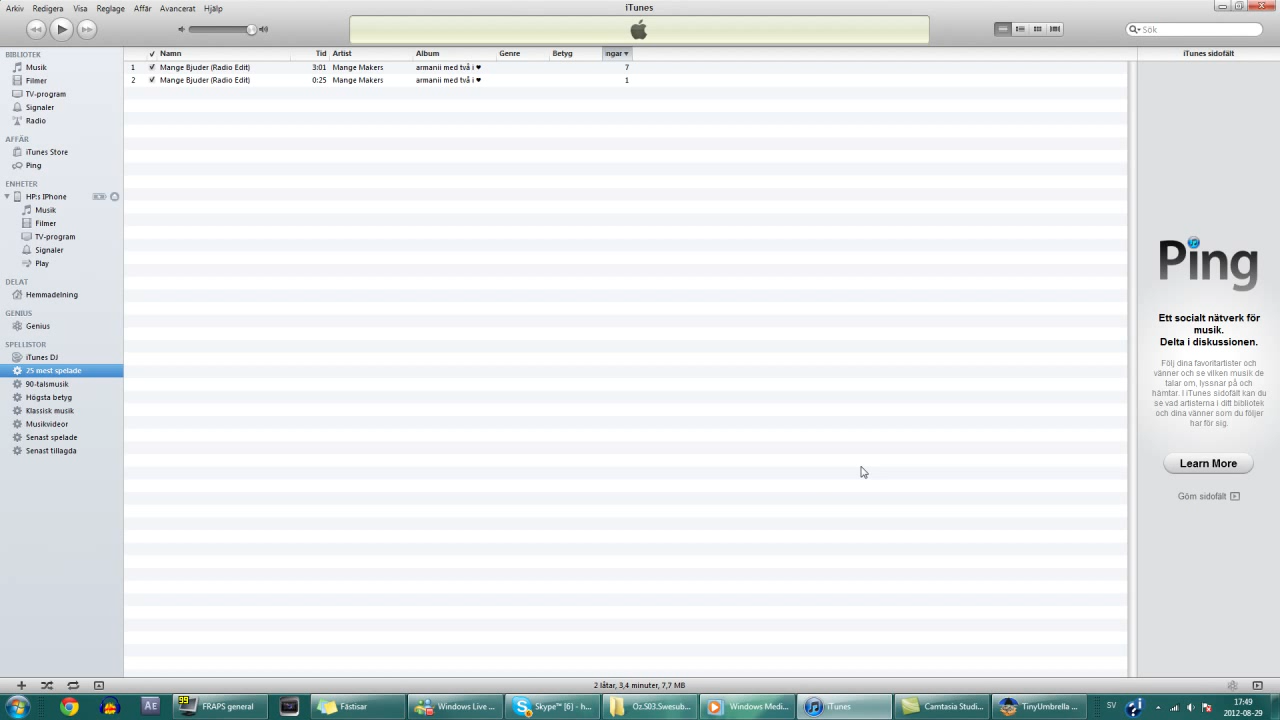 iTunes
Arkiv Redigera Visa Reglage Affär Avancerat Hjälp
Sök
BIBLIOTEK
Musik
Filmer
TV-program
Signaler
Radio
AFFÄR
iTunes Store
Ping
ENHETER
HP:s IPhone
Musik
Filmer
TV-program
Signaler
Play
DELAT
Hemmadelning
GENIUS
Genius
SPELLISTOR
iTunes DJ
25 mest spelade
90-talsmusik
Högsta betyg
Klassisk musik
Musikvideor
Senast spelade
Senast tillagda
✓ Namn Tid Artist Album Genre Betyg ngar ▼
1 ✓ Mange Bjuder (Radio Edit) 3:01 Mange Makers armanii med två i ♥ 7
2 ✓ Mange Bjuder (Radio Edit) 0:25 Mange Makers armanii med två i ♥ 1
iTunes sidofält
Ping
Ett socialt nätverk för
musik.
Delta i diskussionen.
Följ dina favoritartister och
vänner och se vilken musik de
talar om, lyssnar på och
hämtar. I iTunes sidofält kan du
se vad artisterna i ditt bibliotek
och dina vänner som du följer
har för sig.
Learn More
Göm sidofält
2 låtar, 3,4 minuter, 7,7 MB
AE
99 FRAPS general
Fästisar
Windows Live ...
Skype™ [6] - h...
Oz.S03.Swesub...
Windows Medi...
iTunes
Camtasia Studi...
TinyUmbrella ...
SV
17:49
2012-08-29